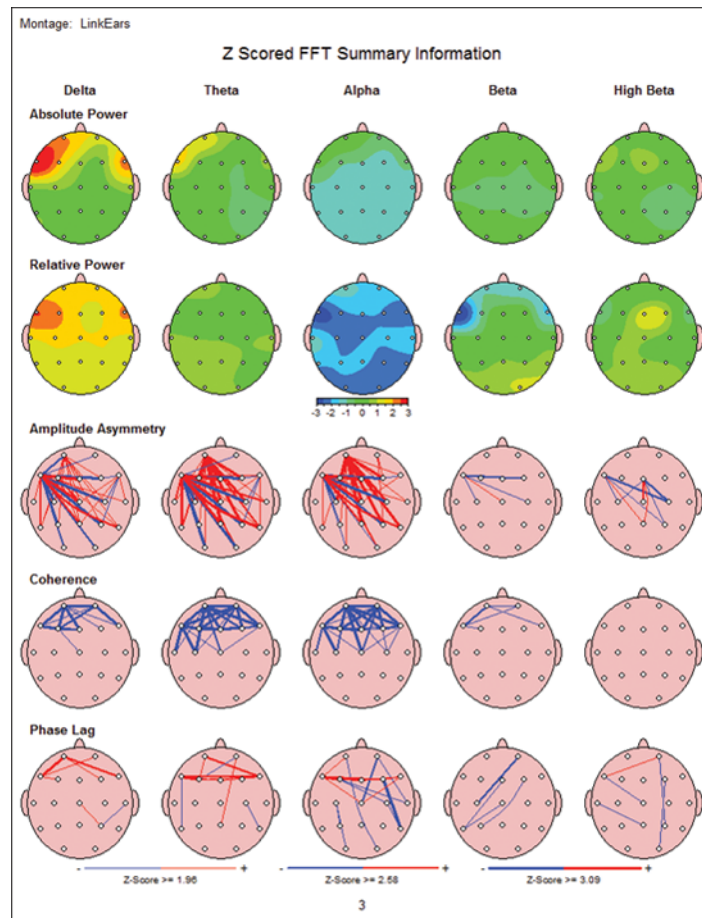 Montage: LinkEars
Z Scored FFT Summary Information
Delta Theta Alpha Beta High Beta
Absolute Power
Relative Power
-3 -2 -1 0 1 2 3
Amplitude Asymmetry
Coherence
Phase Lag
- + - + - +
Z-Score >= 1.96 Z-Score >= 2.58 Z-Score >= 3.09
3